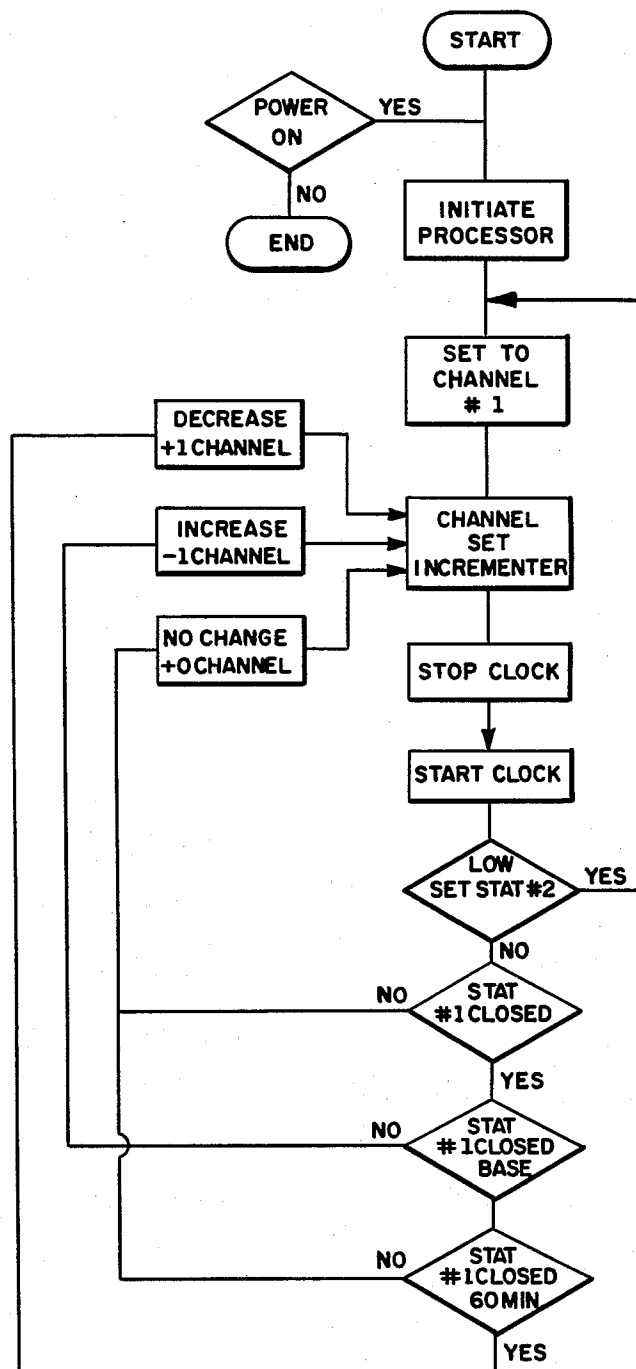 START
POWER
ON
YES
NO
END
INITIATE
PROCESSOR
SET TO
CHANNEL
# 1
DECREASE
+1 CHANNEL
INCREASE
-1 CHANNEL
NO CHANGE
+0 CHANNEL
CHANNEL
SET
INCREMENTER
STOP CLOCK
START CLOCK
LOW
SET STAT #2
YES
NO
STAT
#1 CLOSED
NO
YES
STAT
#1 CLOSED
BASE
NO
STAT
#1 CLOSED
60 MIN
NO
YES